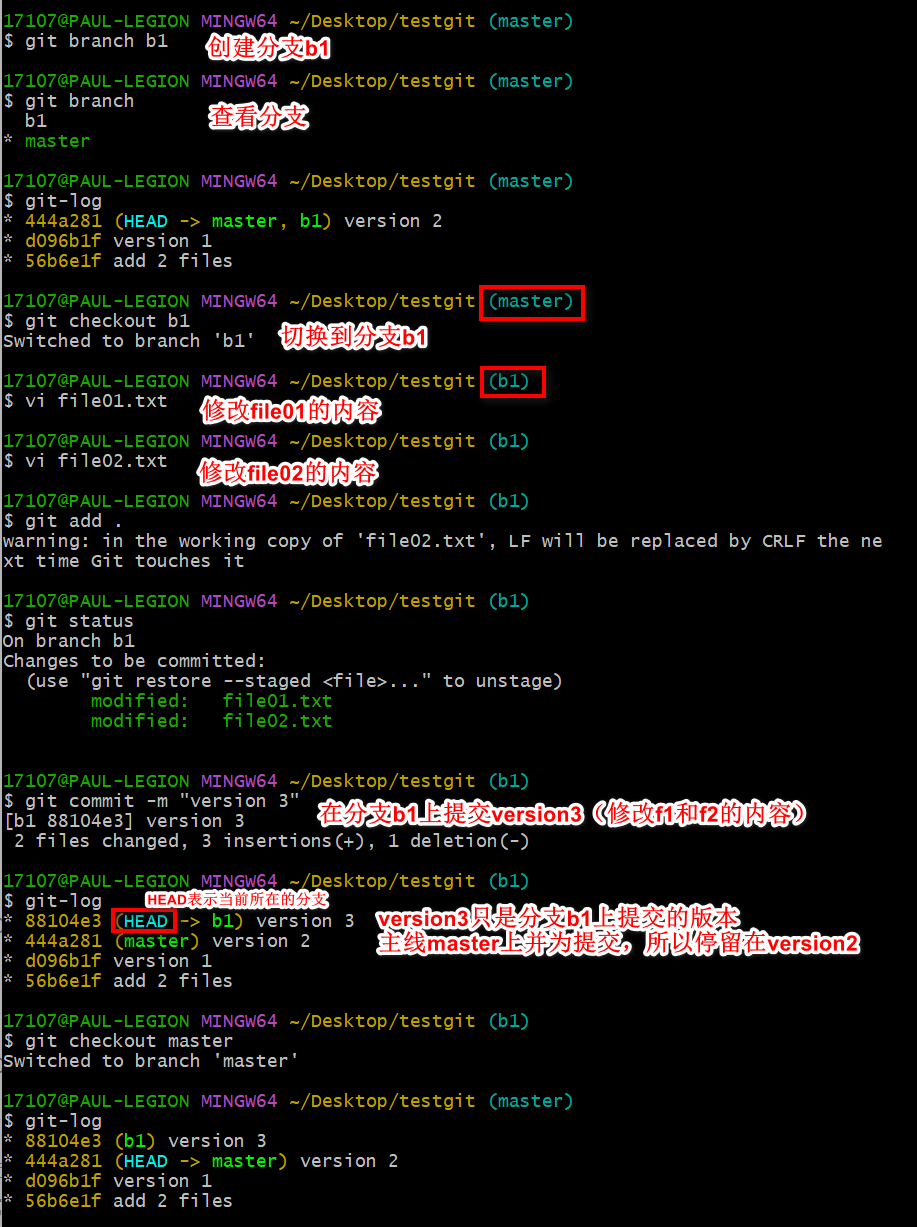 17107@PAUL-LEGION MINGW64 ~/Desktop/testgit (master)
$ git branch b1
创建分支b1
17107@PAUL-LEGION MINGW64 ~/Desktop/testgit (master)
$ git branch
查看分支
b1
* master
17107@PAUL-LEGION MINGW64 ~/Desktop/testgit (master)
$ git-log
* 444a281 (HEAD -> master, b1) version 2
* d096b1f version 1
* 56b6e1f add 2 files
17107@PAUL-LEGION MINGW64 ~/Desktop/testgit (master)
$ git checkout b1
Switched to branch 'b1'
切换到分支b1
17107@PAUL-LEGION MINGW64 ~/Desktop/testgit (b1)
$ vi file01.txt
修改file01的内容
17107@PAUL-LEGION MINGW64 ~/Desktop/testgit (b1)
$ vi file02.txt
修改file02的内容
17107@PAUL-LEGION MINGW64 ~/Desktop/testgit (b1)
$ git add .
warning: in the working copy of 'file02.txt', LF will be replaced by CRLF the ne
xt time Git touches it
17107@PAUL-LEGION MINGW64 ~/Desktop/testgit (b1)
$ git status
On branch b1
Changes to be committed:
(use "git restore --staged <file>..." to unstage)
modified: file01.txt
modified: file02.txt
17107@PAUL-LEGION MINGW64 ~/Desktop/testgit (b1)
$ git commit -m "version 3"
在分支b1上提交version3（修改f1和f2的内容）
[b1 88104e3] version 3
2 files changed, 3 insertions(+), 1 deletion(-)
17107@PAUL-LEGION MINGW64 ~/Desktop/testgit (b1)
$ git-log
HEAD表示当前所在的分支
* 88104e3 (HEAD -> b1) version 3
version3只是分支b1上提交的版本
* 444a281 (master) version 2
主线master上并为提交，所以停留在version2
* d096b1f version 1
* 56b6e1f add 2 files
17107@PAUL-LEGION MINGW64 ~/Desktop/testgit (b1)
$ git checkout master
Switched to branch 'master'
17107@PAUL-LEGION MINGW64 ~/Desktop/testgit (master)
$ git-log
* 88104e3 (b1) version 3
* 444a281 (HEAD -> master) version 2
* d096b1f version 1
* 56b6e1f add 2 files